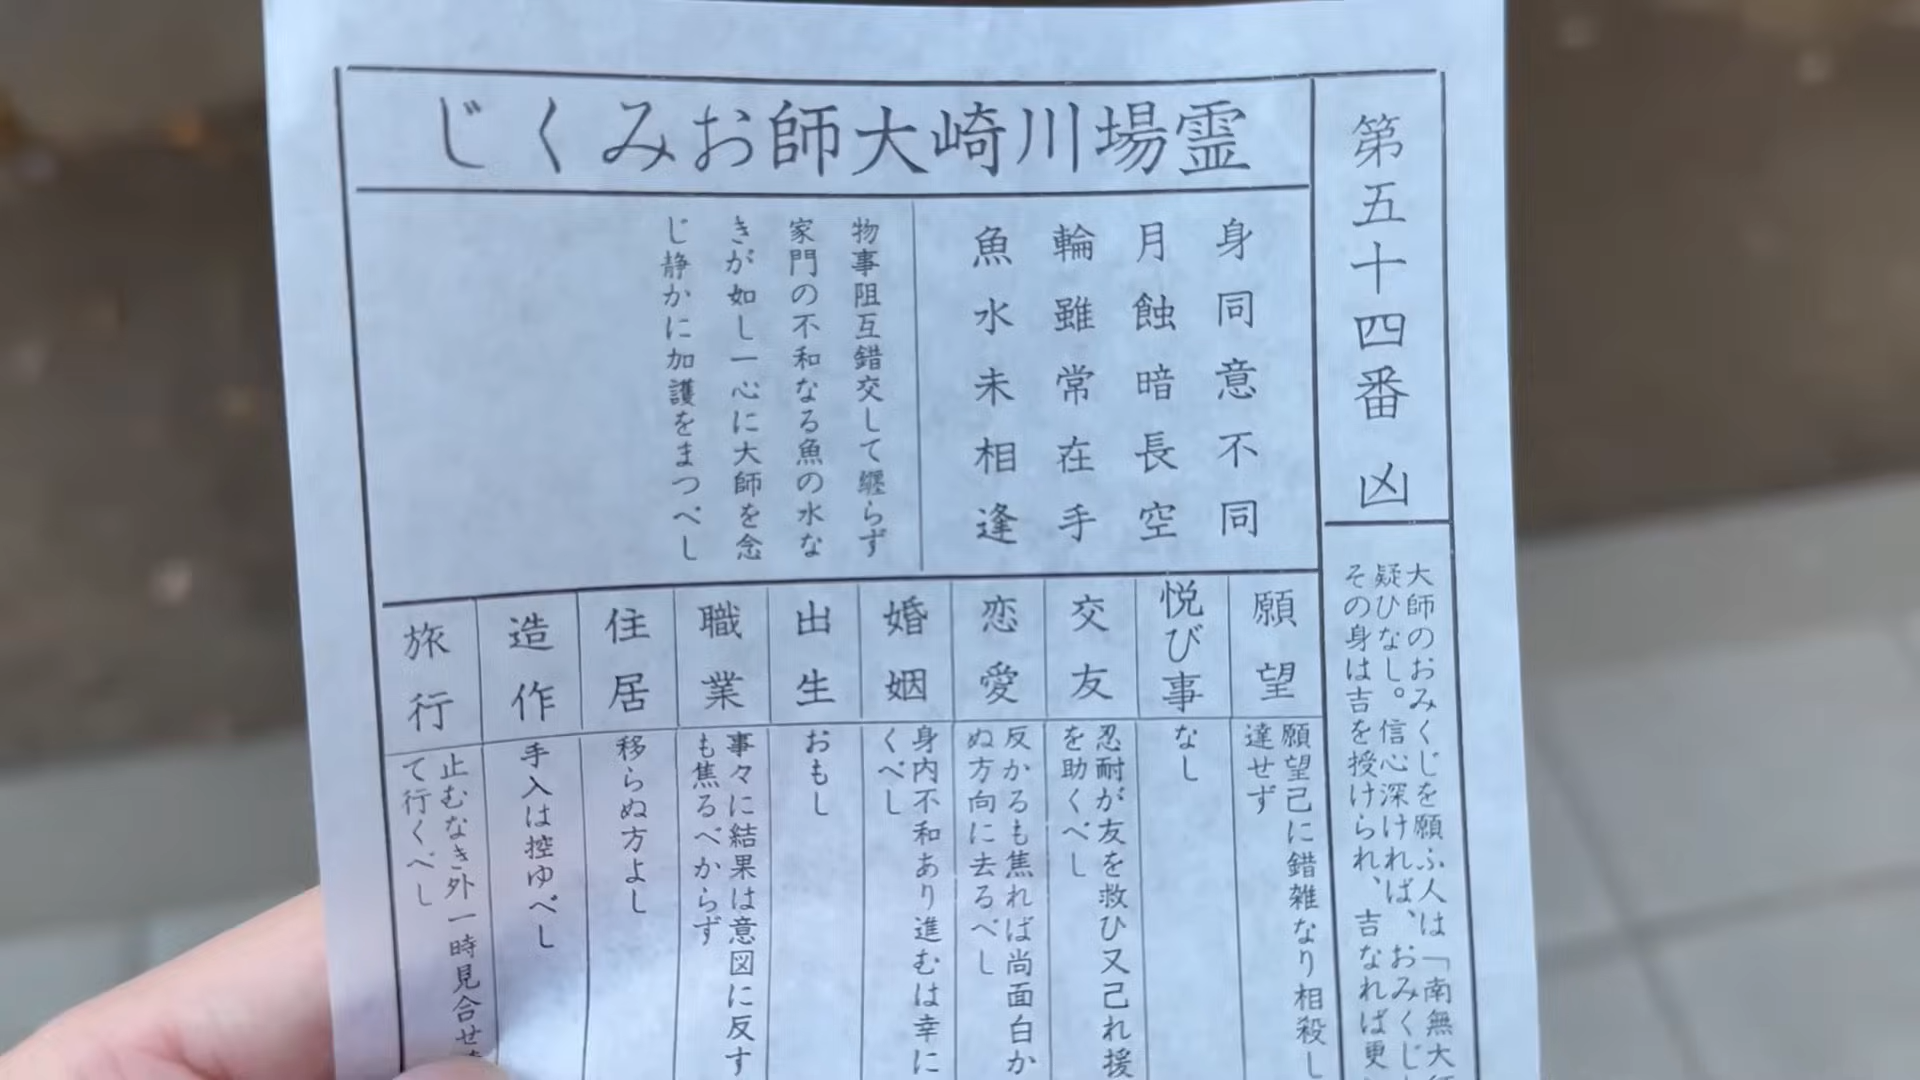 第五十四番 凶
大師のおみくじを願ふ人は「南無大師
疑ひなし。信心深ければ、おみくじ
その身は吉を授けられ、吉なれば更
霊場川崎大師おみくじ
身同意不同
月蝕暗長空
輪雖常在手
魚水未相逢
物事阻互錯交して纒らず
家門の不和なる魚の水な
きが如し一心に大師を念
じ静かに加護をまつべし
願望
願望己に錯雑なり相殺し
達せず
悦び事
なし
交友
忍耐が友を救ひ又己れ援
を助くべし
恋愛
反かるも焦れば尚面白か
ぬ方向に去るべし
婚姻
身内不和あり進むは幸に
くべし
出生
おもし
職業
事々に結果は意図に反す
も焦るべからず
住居
移らぬ方よし
造作
手入は控ゆべし
旅行
止むなき外一時見合せ
て行くべし